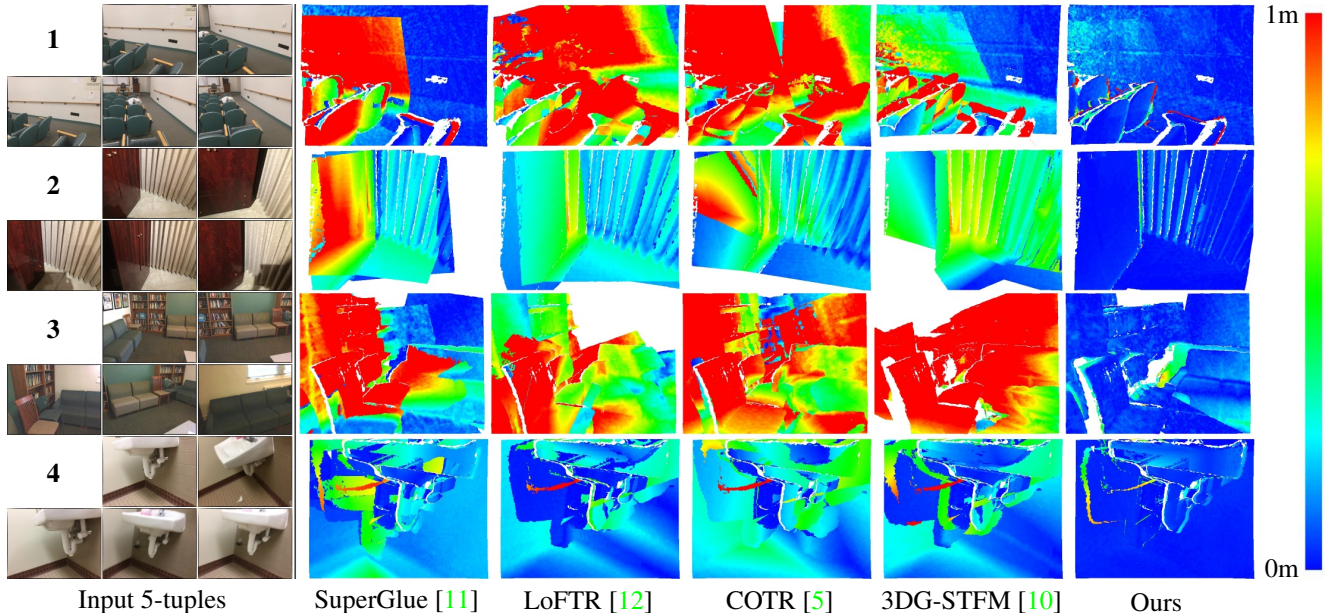 1
1m
2
3
4
0m
Input 5-tuples SuperGlue [11] LoFTR [12] COTR [5] 3DG-STFM [10] Ours